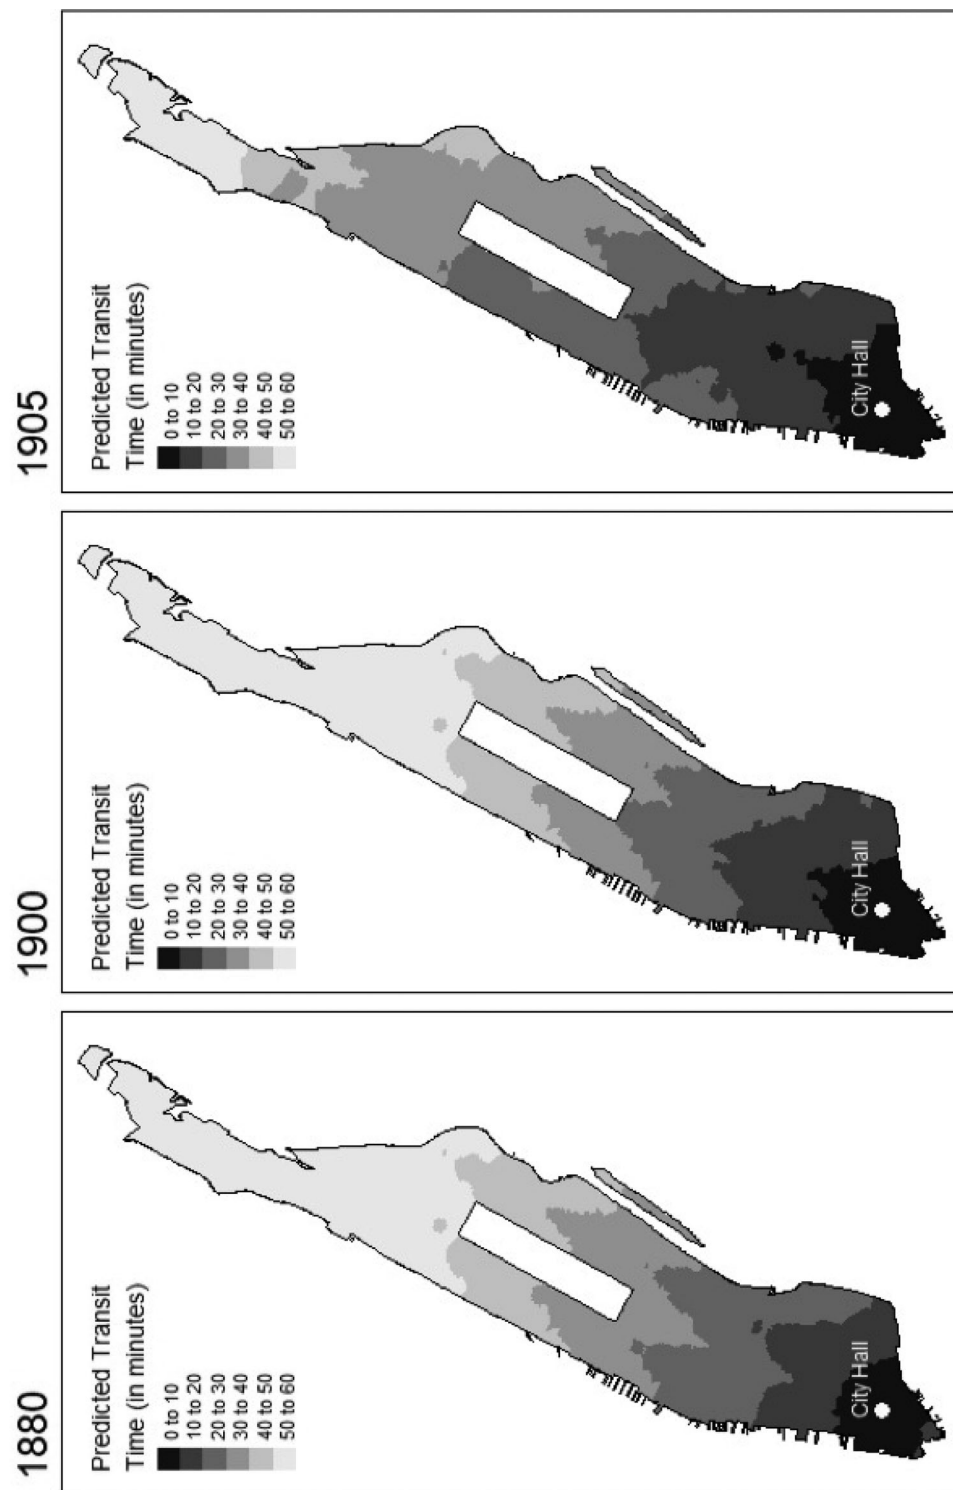 1880
Predicted Transit
Time (in minutes)
0 to 10
10 to 20
20 to 30
30 to 40
40 to 50
50 to 60
City Hall
1900
Predicted Transit
Time (in minutes)
0 to 10
10 to 20
20 to 30
30 to 40
40 to 50
50 to 60
City Hall
1905
Predicted Transit
Time (in minutes)
0 to 10
10 to 20
20 to 30
30 to 40
40 to 50
50 to 60
City Hall